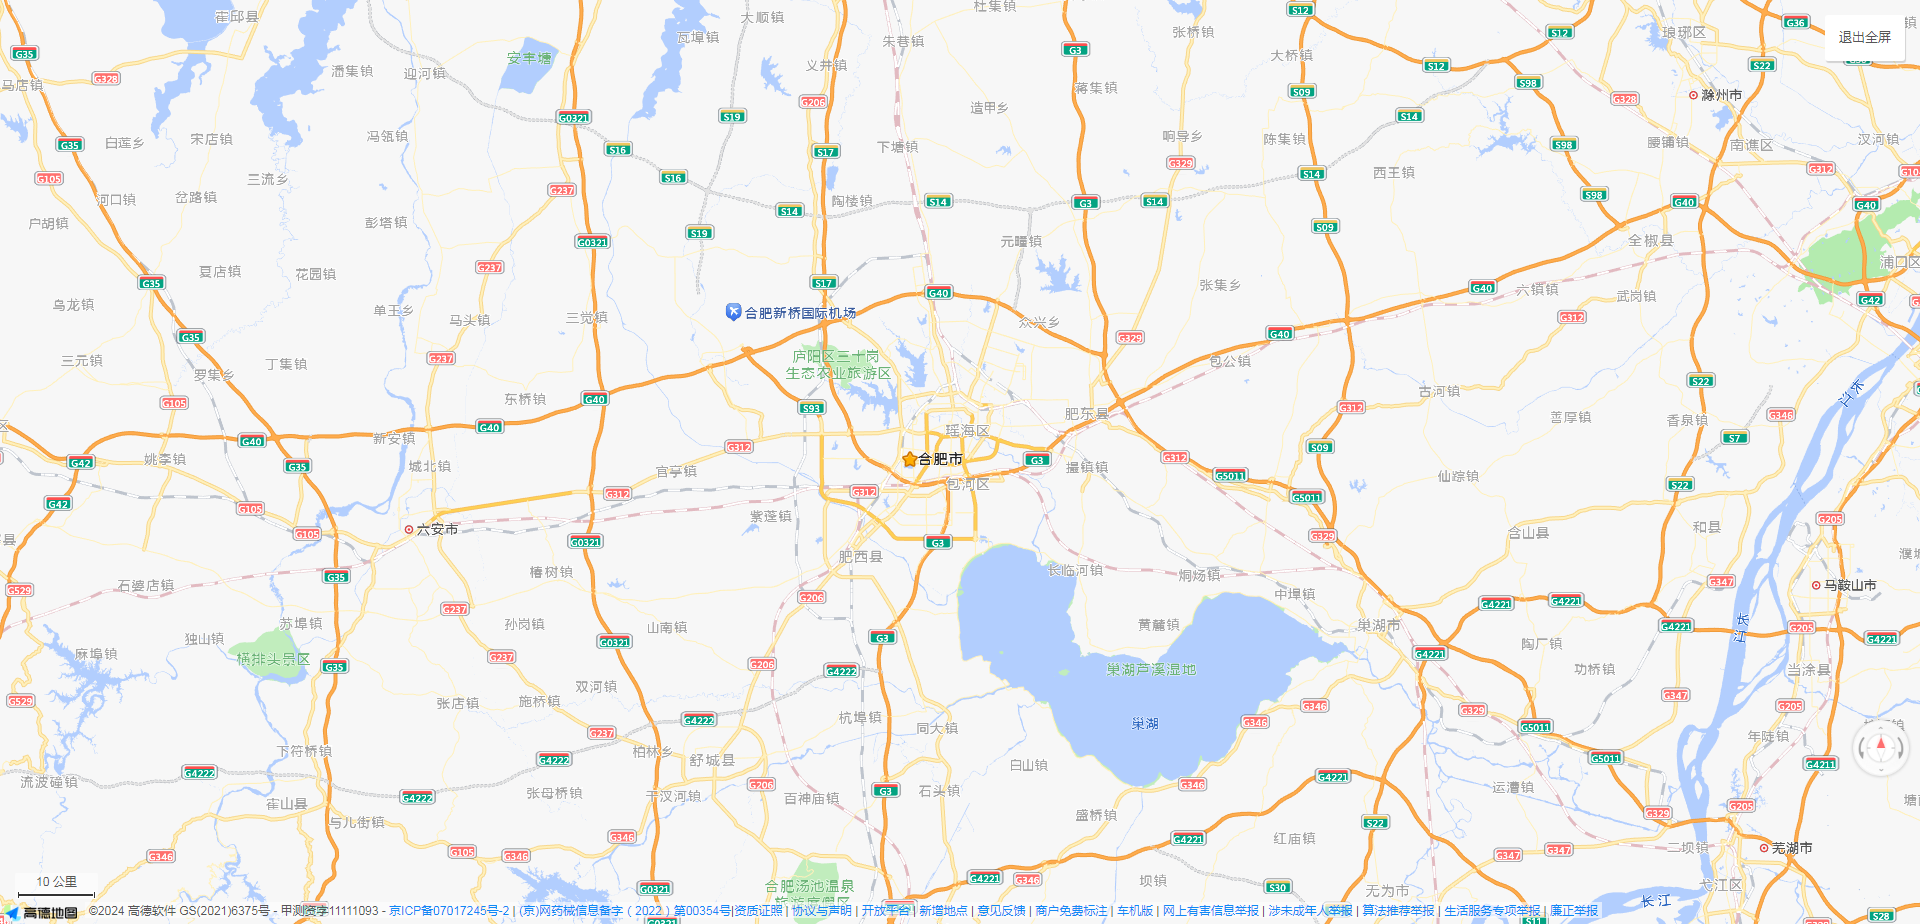 霍邱县
大顺镇
杜集镇
S12
G36
瓦埠镇
朱巷镇
张桥镇
S12
琅琊区
退出全屏
G35
安丰塘
G3
大桥镇
潘集镇
迎河镇
义井镇
S12
S22
G328
马店镇
蒋集镇
S09
S98
G328
滁州市
G206
造甲乡
G0321
S19
S14
响导乡
陈集镇
白莲乡
宋店镇
冯瓴镇
S16
S17
下塘镇
G35
S98
腰铺镇
南谯区
汊河镇
G105
三流乡
S16
G329
S14
西王镇
G312
河口镇
岔路镇
G237
陶楼镇
S14
G3
S14
S98
G40
G40
户胡镇
彭塔镇
S14
S19
元疃镇
S09
全椒县
G0321
夏店镇
花园镇
G237
浦口区
G35
S17
G40
张集乡
G40
六镇镇
武岗镇
G42
乌龙镇
单王乡
马头镇
三觉镇
合肥新桥国际机场
众兴乡
G312
G35
G329
G40
三元镇
丁集镇
G237
庐阳区三十岗
生态农业旅游区
包公镇
罗集乡
S22
古河镇
长江
G105
东桥镇
G40
S93
肥东县
G312
善厚镇
香泉镇
G346
G40
新安镇
G40
G312
瑶海区
S09
S7
G42
姚李镇
G35
城北镇
官亭镇
合肥市
G3
撮镇镇
G312
G5011
仙踪镇
S22
G42
G105
G312
G312
包河区
G5011
紫蓬镇
G205
六安市
G105
G0321
G3
G329
含山县
和县
肥西县
G35
椿树镇
长临河镇
炯炀镇
石婆店镇
G529
G237
G206
中埠镇
G4221
G4221
G347
马鞍山市
苏埠镇
孙岗镇
山南镇
黄麓镇
巢湖市
G4221
长江
G205
独山镇
G3
G4221
G0321
陶厂镇
麻埠镇
横排头景区
G237
G35
G206
G4222
巢湖芦溪湿地
G4221
功桥镇
当涂县
G529
张店镇
施桥镇
双河镇
G347
杭埠镇
G346
G346
G329
G205
G4222
同大镇
巢湖
G5011
G237
年陡镇
下符桥镇
柏林乡
舒城县
G4222
白山镇
G5011
G4211
流波䃥镇
G4222
G206
G346
G4221
运漕镇
霍山县
G4222
张母桥镇
干汊河镇
百神庙镇
G3
石头镇
G329
G205
与儿街镇
盛桥镇
S22
G346
G4221
红庙镇
G346
G105
G346
G347
G347
二坝镇
芜湖市
10 公里
合肥汤池温泉
G0321
G4221
G346
坝镇
S30
无为市
弋江区
长江
S28
高德地图
©2024 高德软件 GS(2021)6375号 - 甲测资字11111093 - 京ICP备07017245号-2 | (京)网药械信息备字（2022）第00354号|资质证照 | 协议与声明 | 开放平台 | 新增地点 | 意见反馈 | 商户免费标注 | 车机版 | 网上有害信息举报 | 涉未成年人举报 | 算法推荐举报 | 生活服务专项举报 | 廉正举报